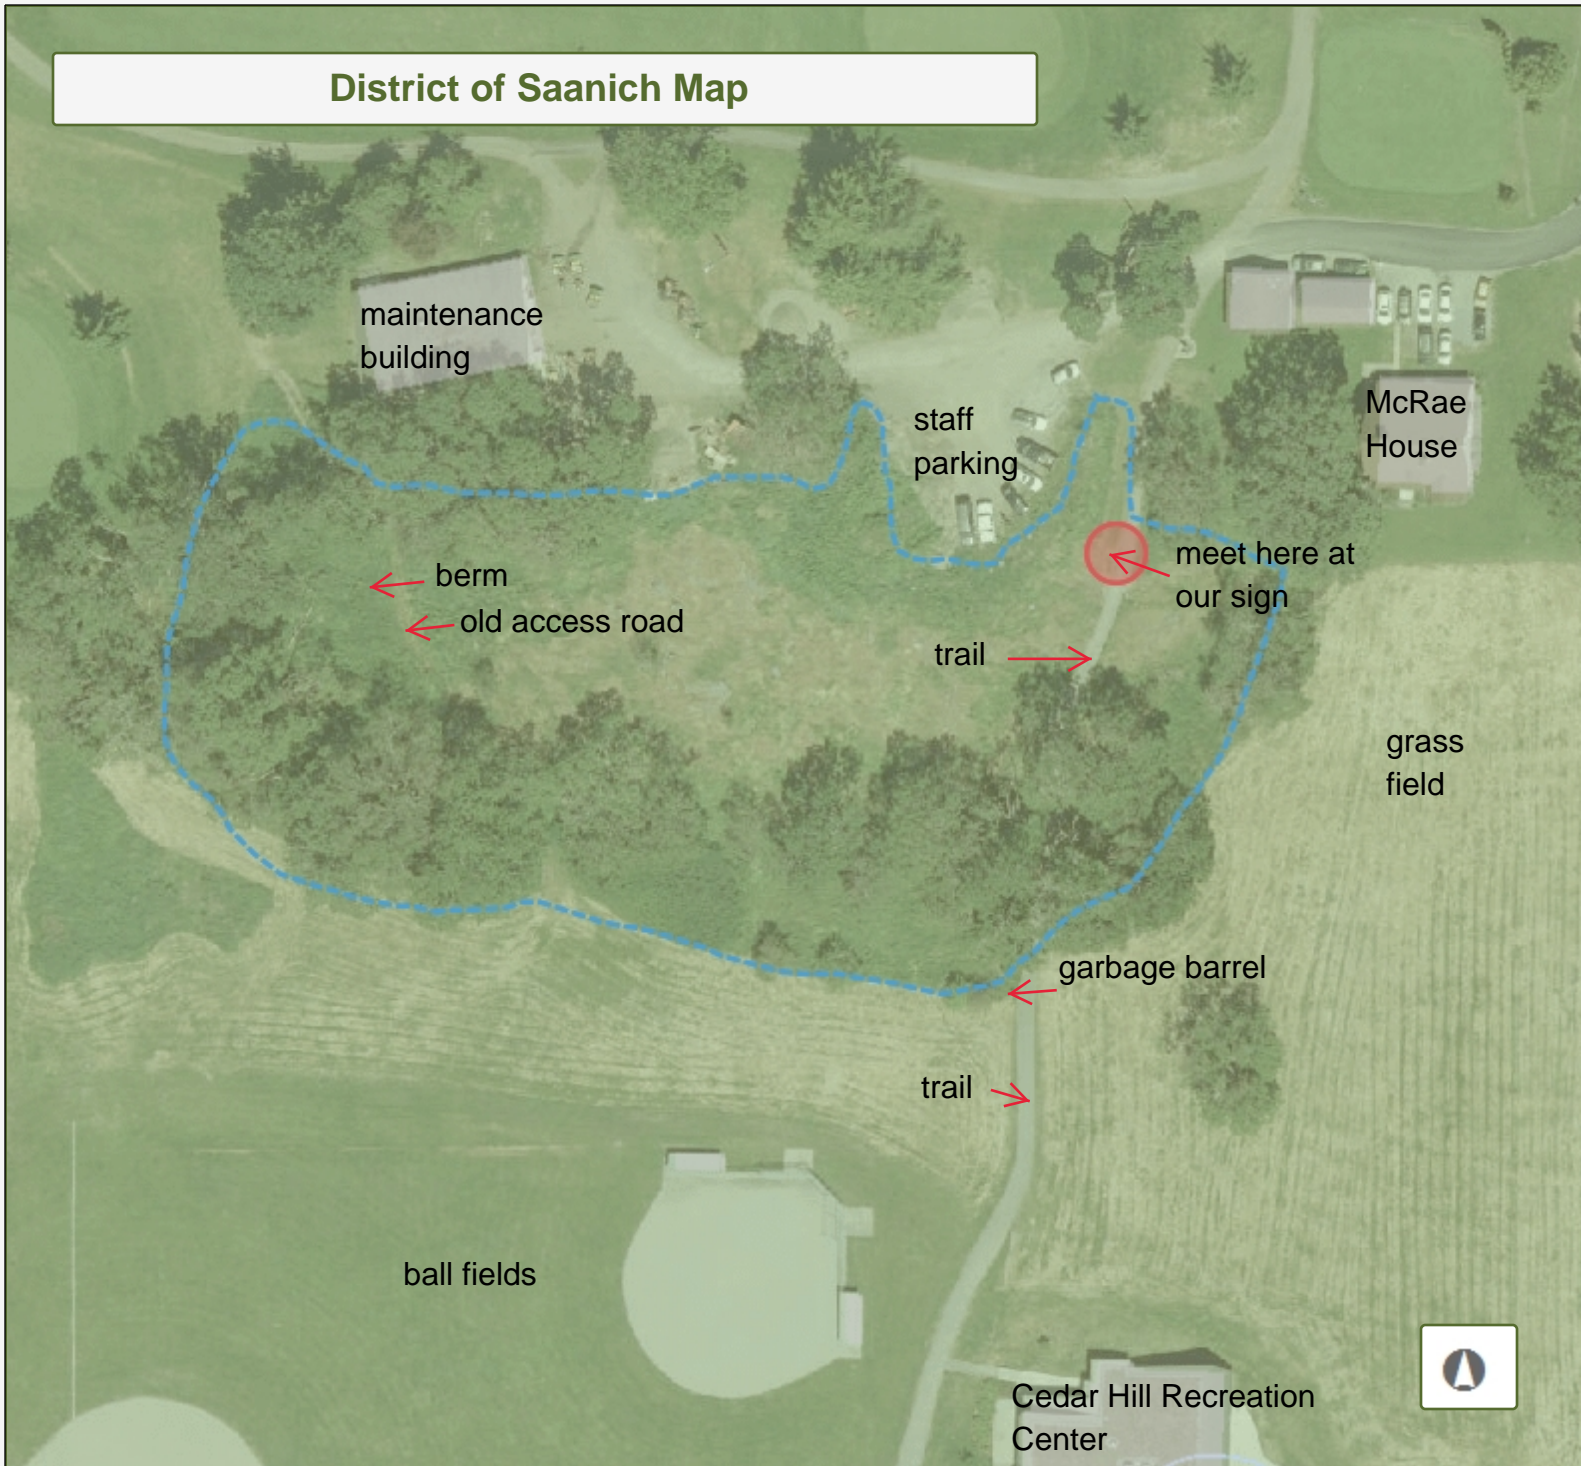 District of Saanich Map
maintenance
building
staff
parking
McRae
House
meet here at
our sign
berm
old access road
trail
grass
field
garbage barrel
trail
ball fields
Cedar Hill Recreation
Center